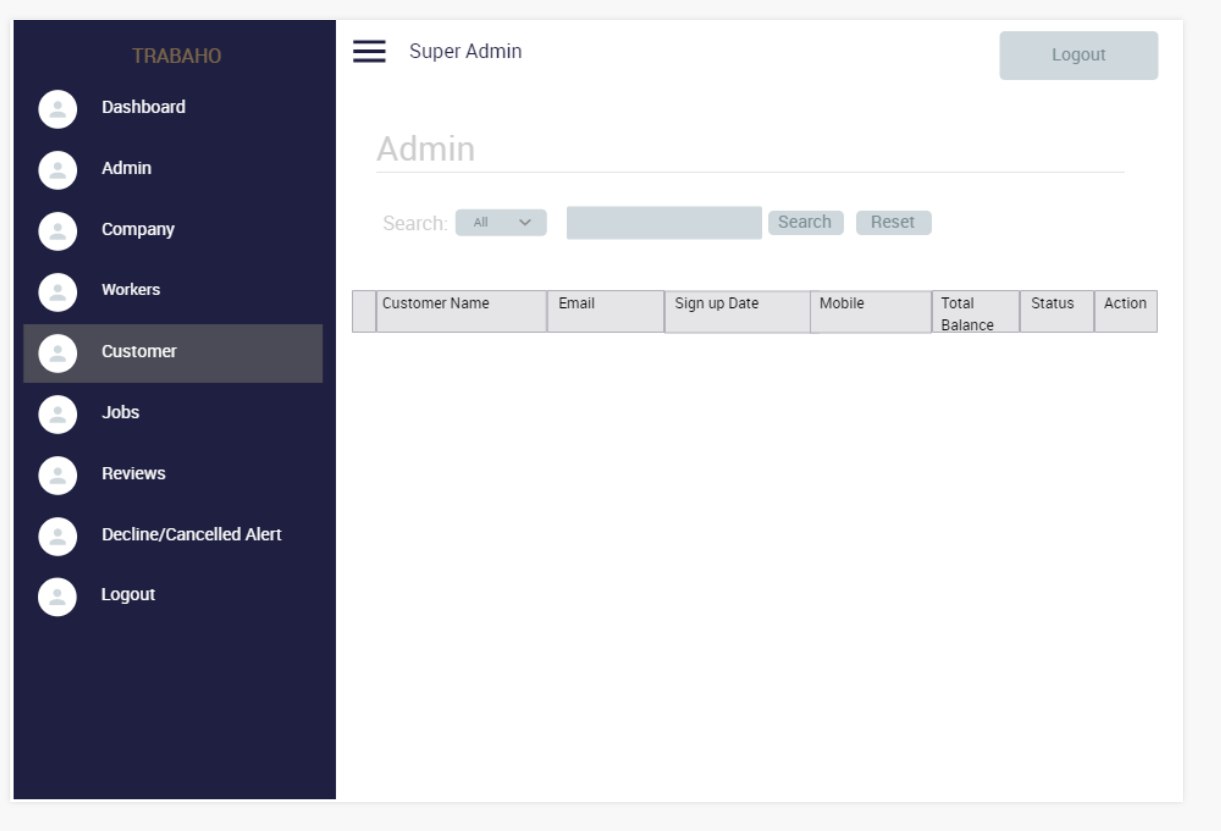 TRABAHO
Dashboard
Admin
Company
Workers
Customer
Jobs
Reviews
Decline/Cancelled Alert
Logout
Super Admin
Logout
Admin
Search: All Search Reset
Customer Name Email Sign up Date Mobile Total Status Action
Balance